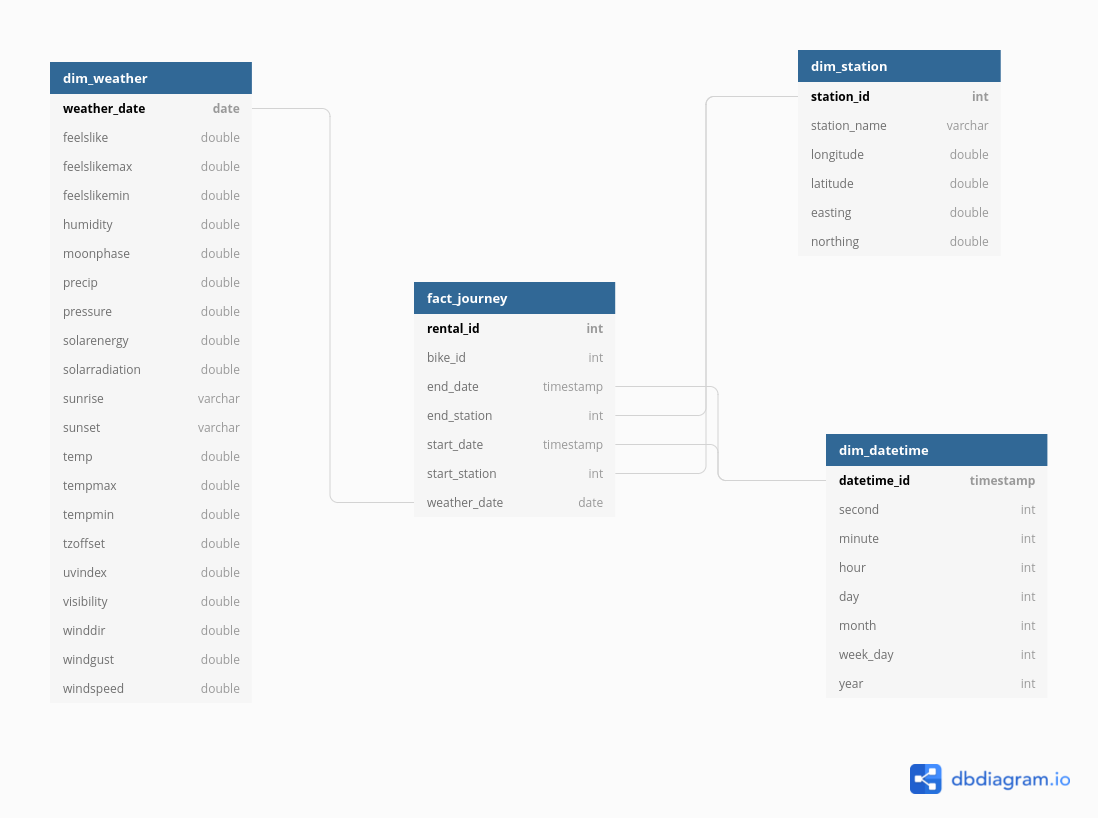 dim_weather
weather_date date
feelslike double
feelslikemax double
feelslikemin double
humidity double
moonphase double
precip double
pressure double
solarenergy double
solarradiation double
sunrise varchar
sunset varchar
temp double
tempmax double
tempmin double
tzoffset double
uvindex double
visibility double
winddir double
windgust double
windspeed double
fact_journey
rental_id int
bike_id int
end_date timestamp
end_station int
start_date timestamp
start_station int
weather_date date
dim_station
station_id int
station_name varchar
longitude double
latitude double
easting double
northing double
dim_datetime
datetime_id timestamp
second int
minute int
hour int
day int
month int
week_day int
year int
dbdiagram.io